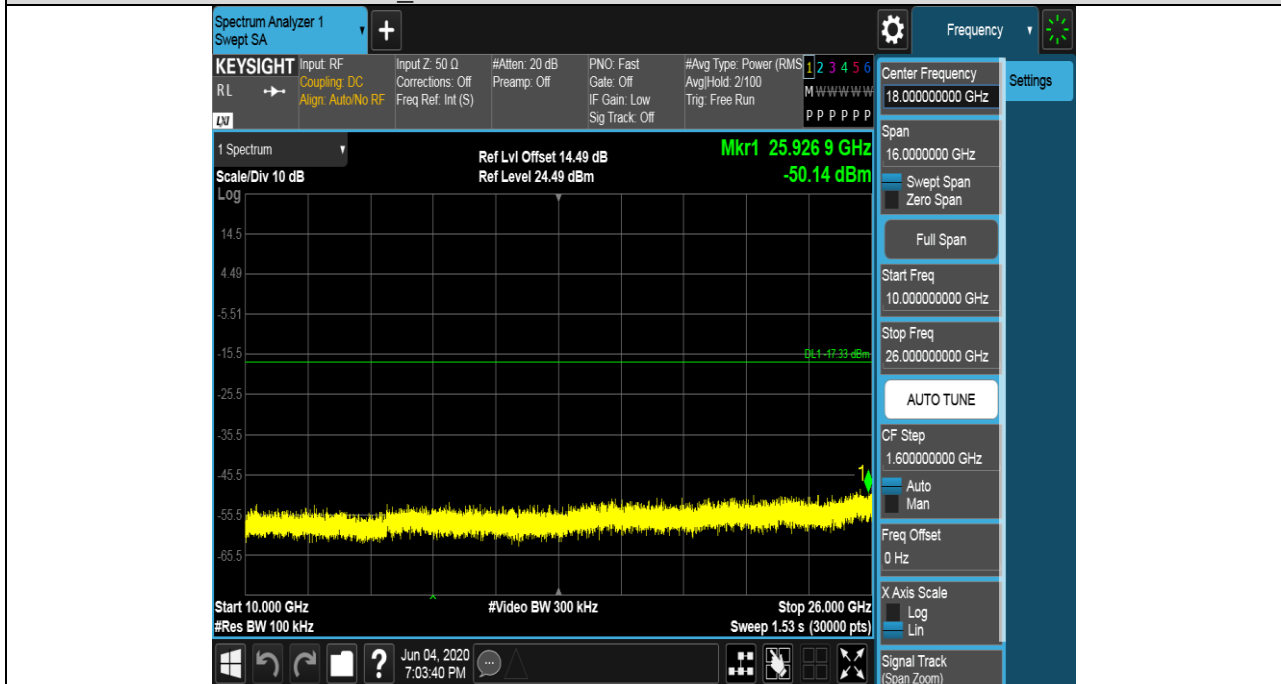 Spectrum Analyzer 1
Swept SA
+
Frequency
KEYSIGHT
RL
LXI
Input: RF
Coupling: DC
Align: Auto/No RF
Input Z: 50 Ω
Corrections: Off
Freq Ref: Int (S)
#Atten: 20 dB
Preamp: Off
PNO: Fast
Gate: Off
IF Gain: Low
Sig Track: Off
#Avg Type: Power (RMS
Avg|Hold: 2/100
Trig: Free Run
1 2 3 4 5 6
M W W W W W
P P P P P P
1 Spectrum
Scale/Div 10 dB
Log
Ref Lvl Offset 14.49 dB
Ref Level 24.49 dBm
Mkr1 25.926 9 GHz
-50.14 dBm
14.5
4.49
-5.51
-15.5
DL1 -17.33 dBm
-25.5
-35.5
-45.5
1
-55.5
-65.5
Start 10.000 GHz
#Res BW 100 kHz
#Video BW 300 kHz
Stop 26.000 GHz
Sweep 1.53 s (30000 pts)
?
Jun 04, 2020
7:03:40 PM
Center Frequency
18.000000000 GHz
Span
16.0000000 GHz
Swept Span
Zero Span
Full Span
Start Freq
10.000000000 GHz
Stop Freq
26.000000000 GHz
AUTO TUNE
CF Step
1.600000000 GHz
Auto
Man
Freq Offset
0 Hz
X Axis Scale
Log
Lin
Signal Track
(Span Zoom)
Settings